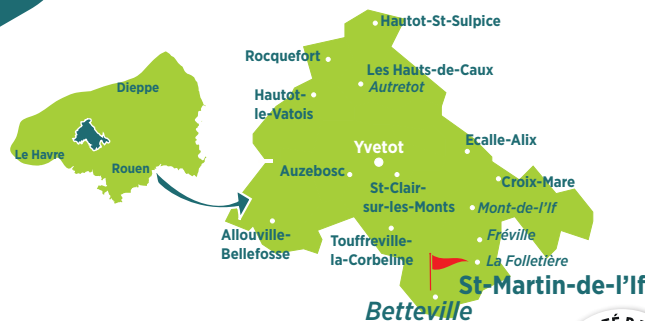 Hautot-St-Sulpice
Rocquefort
Les Hauts-de-Caux
Autretot
Dieppe
Hautot-
le-Vatois
Ecalle-Alix
Yvetot
Le Havre
Rouen
Auzebosc
St-Clair-
sur-les-Monts
Croix-Mare
Mont-de-l'If
Allouville-
Bellefosse
Touffreville-
la-Corbeline
Fréville
La Folletière
St-Martin-de-l'If
Betteville